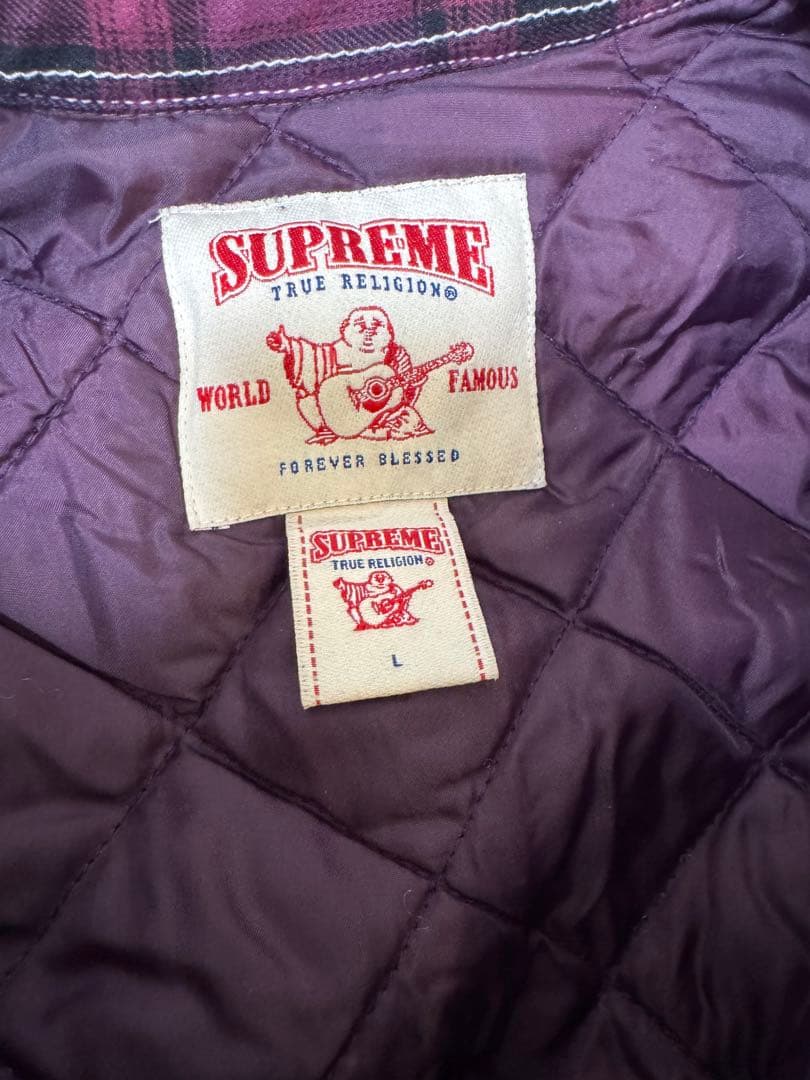 SUPREME
TRUE RELIGION®
WORLD FAMOUS
FOREVER BLESSED
SUPREME
TRUE RELIGION®
L